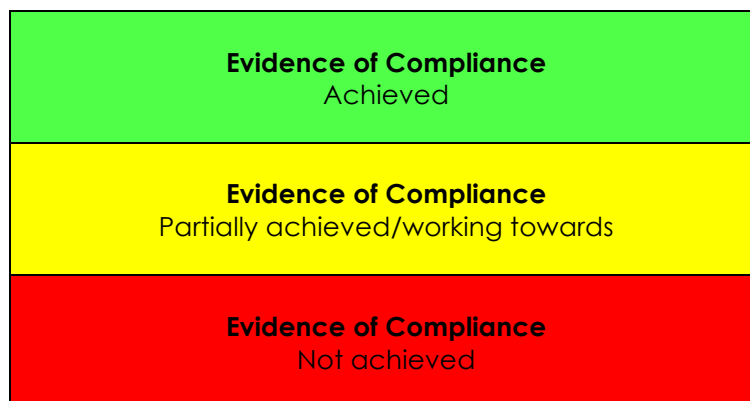 Evidence of Compliance
Achieved
Evidence of Compliance
Partially achieved/working towards
Evidence of Compliance
Not achieved